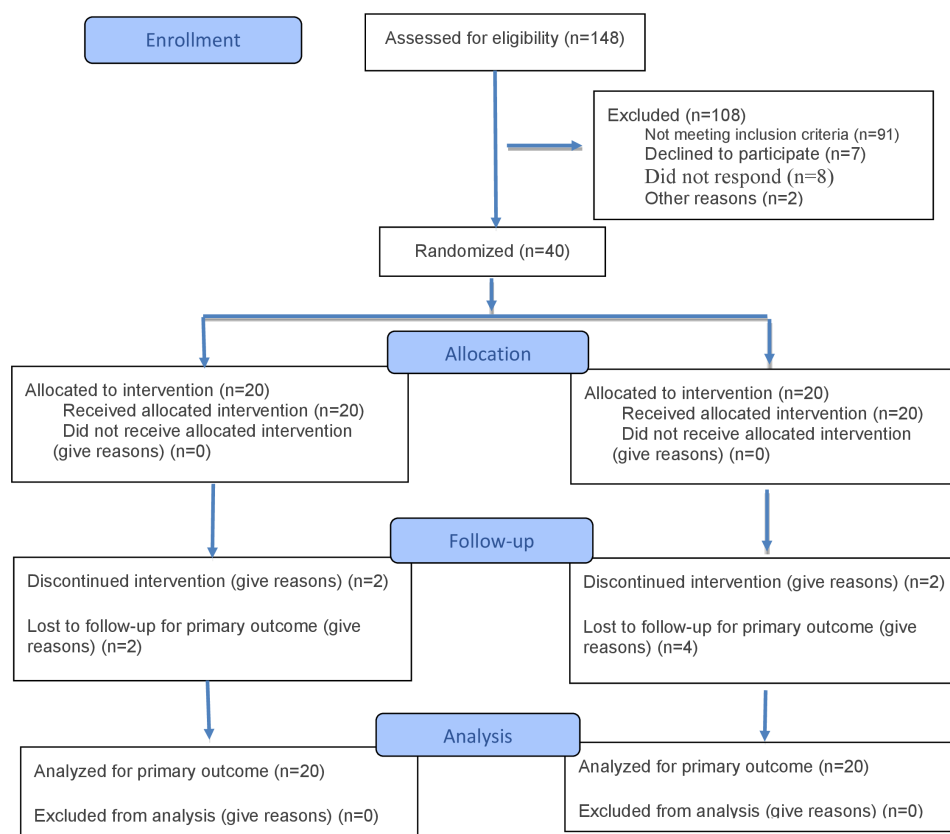 Enrollment
Assessed for eligibility (n=148)
Excluded (n=108)
Not meeting inclusion criteria (n=91)
Declined to participate (n=7)
Did not respond (n=8)
Other reasons (n=2)
Randomized (n=40)
Allocation
Allocated to intervention (n=20)
Received allocated intervention (n=20)
Did not receive allocated intervention
(give reasons) (n=0)
Allocated to intervention (n=20)
Received allocated intervention (n=20)
Did not receive allocated intervention
(give reasons) (n=0)
Follow-up
Discontinued intervention (give reasons) (n=2)
Lost to follow-up for primary outcome (give
reasons) (n=2)
Discontinued intervention (give reasons) (n=2)
Lost to follow-up for primary outcome (give
reasons) (n=4)
Analysis
Analyzed for primary outcome (n=20)
Excluded from analysis (give reasons) (n=0)
Analyzed for primary outcome (n=20)
Excluded from analysis (give reasons) (n=0)